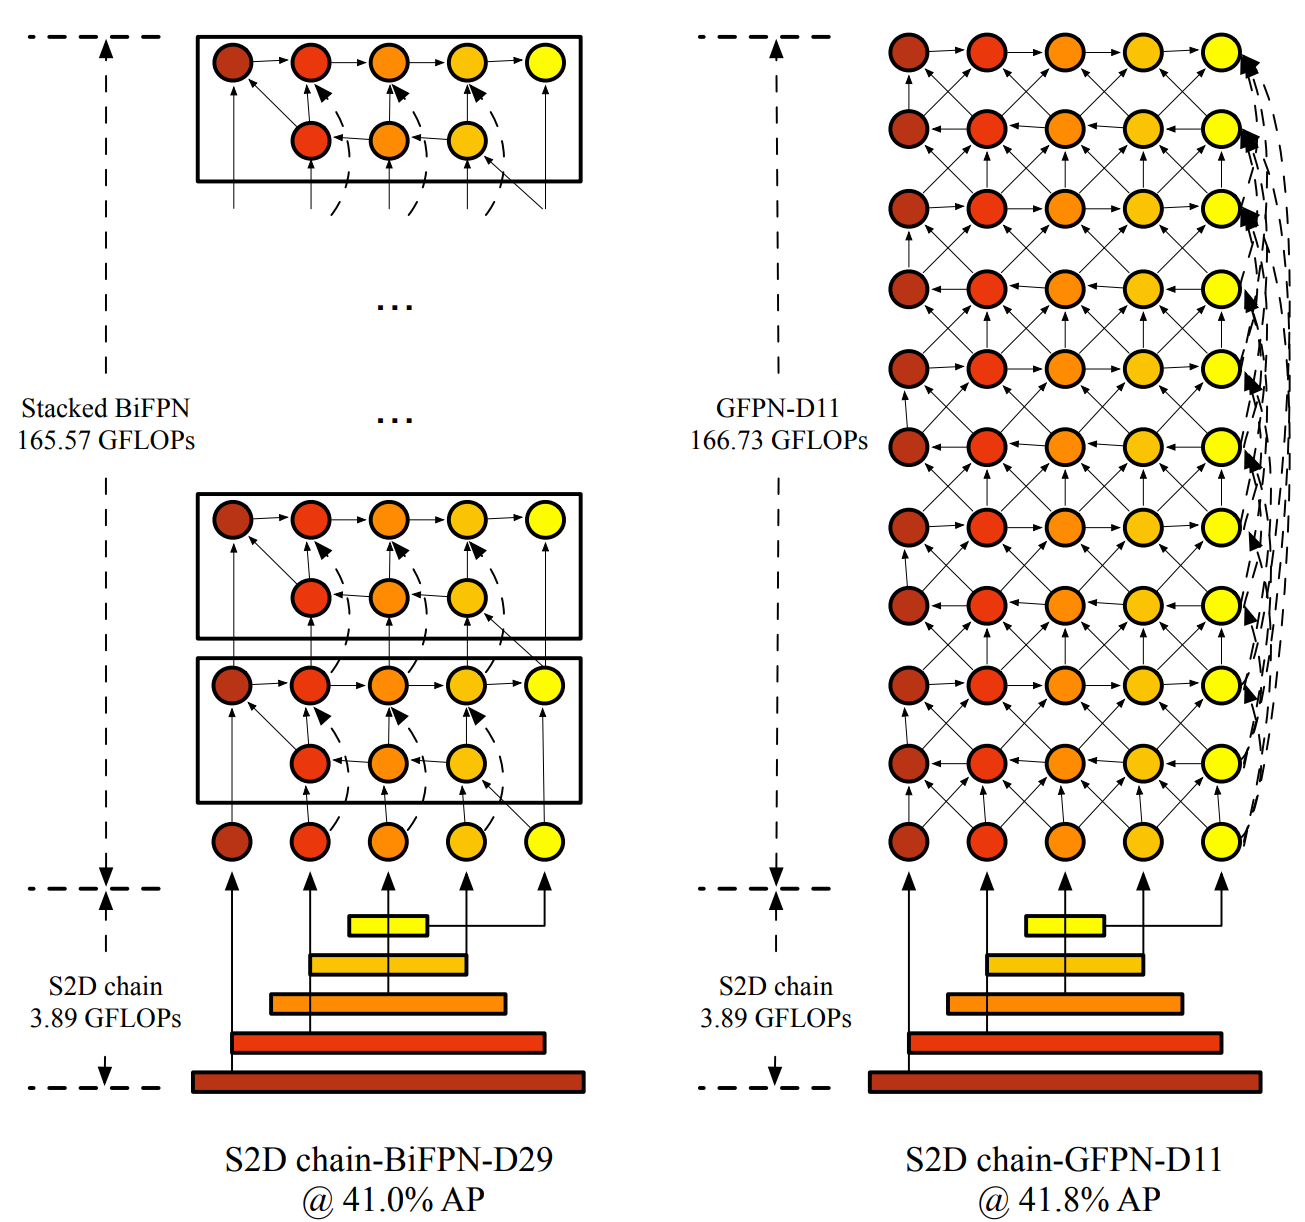 ...
...
Stacked BiFPN
165.57 GFLOPs
S2D chain
3.89 GFLOPs
S2D chain-BiFPN-D29
@ 41.0% AP
GFPN-D11
166.73 GFLOPs
S2D chain
3.89 GFLOPs
S2D chain-GFPN-D11
@ 41.8% AP